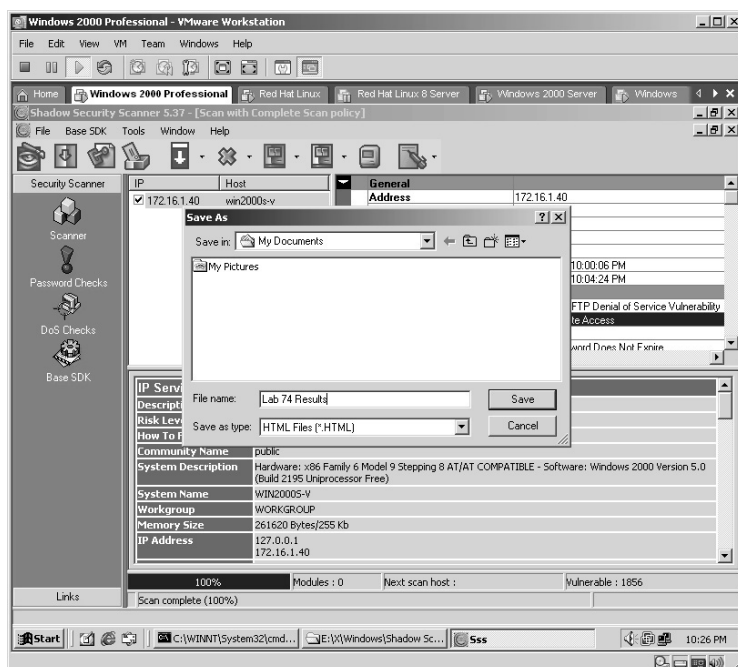 Windows 2000 Professional - VMware Workstation
File Edit View VM Team Windows Help
Home Windows 2000 Professional Red Hat Linux Red Hat Linux 8 Server Windows 2000 Server Windows
Shadow Security Scanner 5.37 - [Scan with Complete Scan policy]
File Base SDK Tools Window Help
Security Scanner
Scanner
Password Checks
DoS Checks
Base SDK
Links
IP Host
172.16.1.40 win2000s-v
General
Address 172.16.1.40
10:00:06 PM
10:04:24 PM
FTP Denial of Service Vulnerability
te Access
word Does Not Expire
Save As
Save in: My Documents
My Pictures
File name: Lab 74 Results Save
Save as type: HTML Files (*.HTML) Cancel
IP Servi
Descripti
Risk Leve
How To F
Community Name public
System Description Hardware: x86 Family 6 Model 9 Stepping 8 AT/AT COMPATIBLE - Software: Windows 2000 Version 5.0
(Build 2195 Uniprocessor Free)
System Name WIN2000S-V
Workgroup WORKGROUP
Memory Size 261620 Bytes/255 Kb
IP Address 127.0.0.1
172.16.1.40
100% Modules : 0 Next scan host : Vulnerable : 1856
Scan complete (100%)
Start C:\WINNT\System32\cmd... E:\X\Windows\Shadow Sc... Sss 10:26 PM